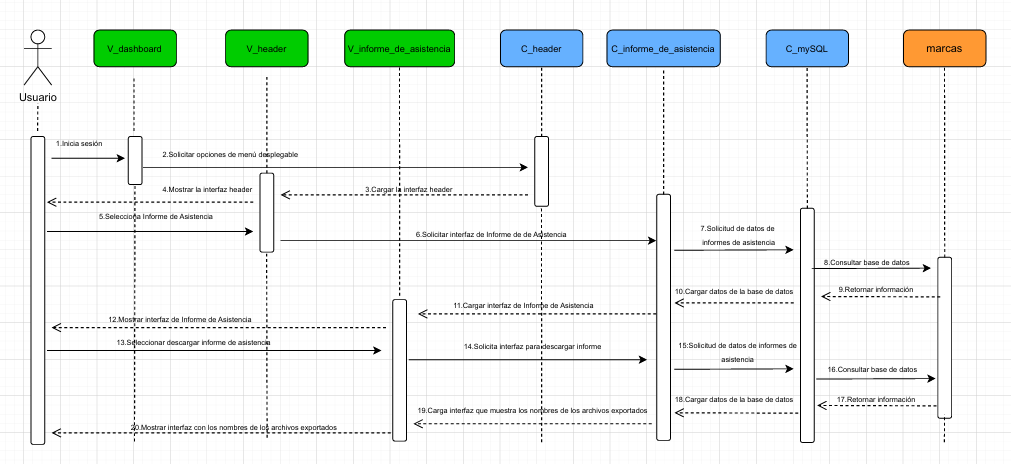 V_dashboard
V_header
V_informe_de_asistencia
C_header
C_informe_de_asistencia
C_mySQL
marcas
Usuario
1.Inicia sesión
2.Solicitar opciones de menú desplegable
3.Cargar la interfaz header
4.Mostrar la interfaz header
5.Selecciona Informe de Asistencia
6.Solicitar interfaz de Informe de de Asistencia
7.Solicitud de datos de
informes de asistencia
8.Consultar base de datos
9.Retornar información
10.Cargar datos de la base de datos
11.Cargar interfaz de Informe de Asistencia
12.Mostrar interfaz de Informe de Asistencia
13.Seleccionar descargar informe de asistencia
14.Solicita interfaz para descargar informe
15:Solicitud de datos de informes de
asistencia
16.Consultar base de datos
17.Retornar información
18.Cargar datos de la base de datos
19.Carga interfaz que muestra los nombres de los archivos exportados
20.Mostrar interfaz con los nombres de los archivos exportados